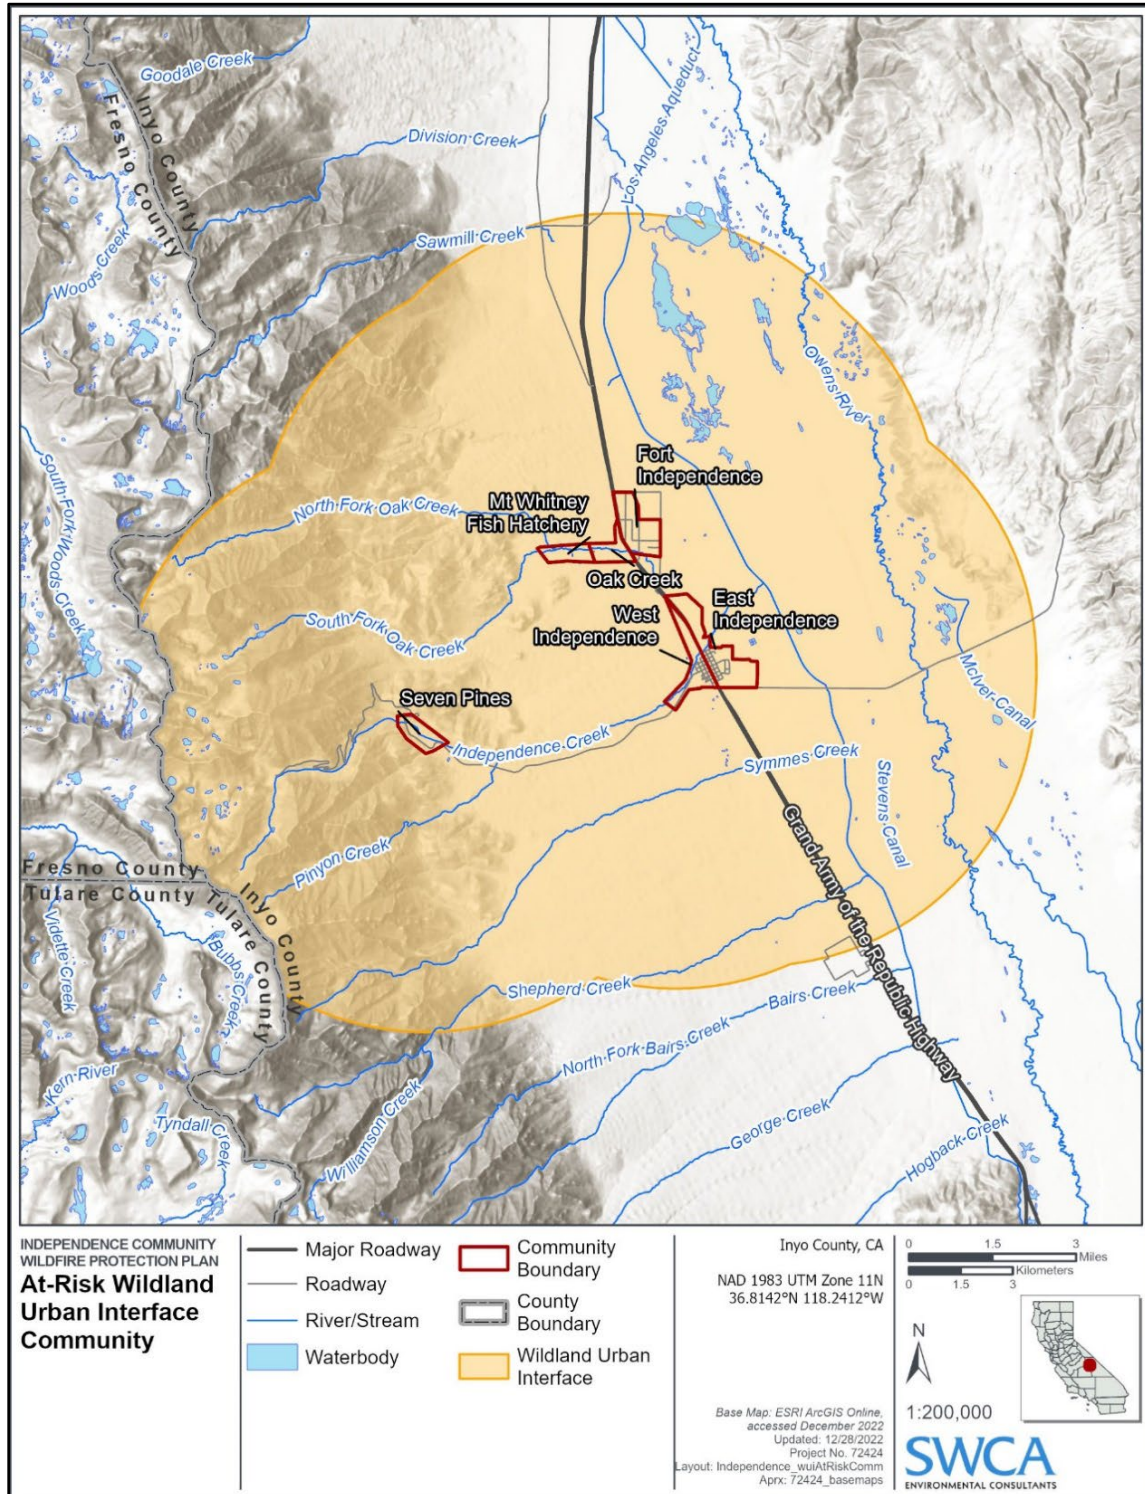 Goodale Creek
Inyo County
Fresno County
Division Creek
Los Angeles Aqueduct
Woods Creek
Sawmill Creek
Owens River
South Fork Woods Creek
North Fork Oak Creek
Mt Whitney
Fish Hatchery
Fort
Independence
Oak Creek
South Fork Oak Creek
West
Independence
East
Independence
McIver Canal
Seven Pines
Independence Creek
Symmes Creek
Stevens Canal
Pinyon Creek
Grand Army of the Republic Highway
Fresno County
Tulare County
Inyo County
Tulare County
Vidette Creek
Bubbs Creek
Shepherd Creek
Bairs Creek
North Fork Bairs Creek
Kern River
Tyndall Creek
Williamson Creek
George Creek
Hogback Creek
INDEPENDENCE COMMUNITY
WILDFIRE PROTECTION PLAN
At-Risk Wildland
Urban Interface
Community
Major Roadway
Roadway
River/Stream
Waterbody
Community
Boundary
County
Boundary
Wildland Urban
Interface
Inyo County, CA
NAD 1983 UTM Zone 11N
36.8142°N 118.2412°W
Base Map: ESRI ArcGIS Online,
accessed December 2022
Updated: 12/28/2022
Project No. 72424
Layout: Independence_wuiAtRiskComm
Aprx: 72424_basemaps
0 1.5 3
Miles
Kilometers
0 1.5 3
N
1:200,000
SWCA
ENVIRONMENTAL CONSULTANTS